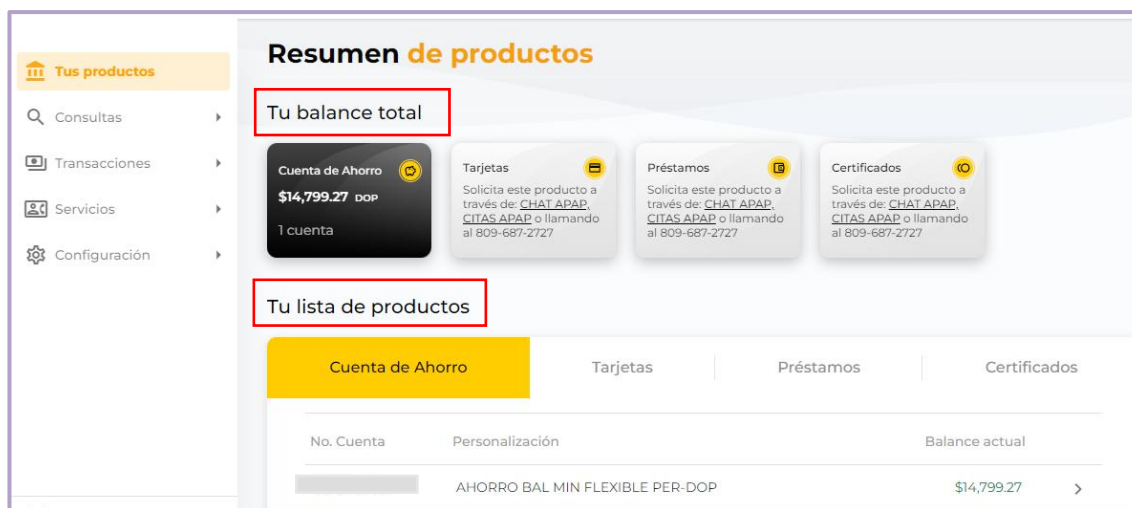 Tus productos
Consultas
Transacciones
Servicios
Configuración
Resumen de productos
Tu balance total
Cuenta de Ahorro
$14,799.27 DOP
1 cuenta
Tarjetas
Solicita este producto a
través de: CHAT APAP,
CITAS APAP o llamando
al 809-687-2727
Préstamos
Solicita este producto a
través de: CHAT APAP,
CITAS APAP o llamando
al 809-687-2727
Certificados
Solicita este producto a
través de: CHAT APAP,
CITAS APAP o llamando
al 809-687-2727
Tu lista de productos
Cuenta de Ahorro Tarjetas Préstamos Certificados
No. Cuenta Personalización Balance actual
AHORRO BAL MIN FLEXIBLE PER-DOP $14,799.27